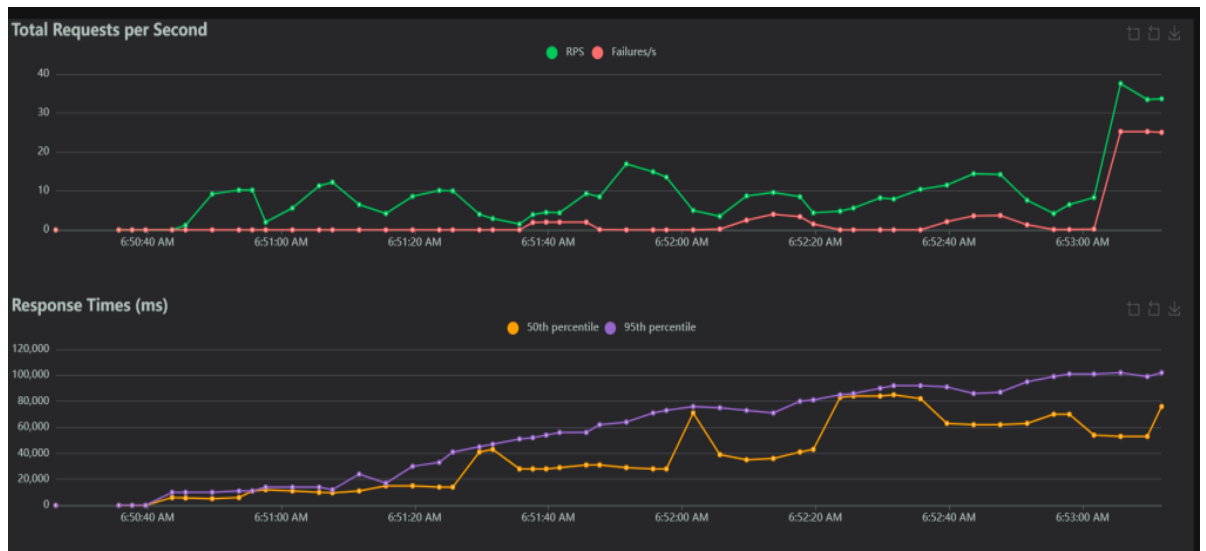 Total Requests per Second
RPS Failures/s
40
30
20
10
0
6:50:40 AM 6:51:00 AM 6:51:20 AM 6:51:40 AM 6:52:00 AM 6:52:20 AM 6:52:40 AM 6:53:00 AM
Response Times (ms)
50th percentile 95th percentile
120,000
100,000
80,000
60,000
40,000
20,000
0
6:50:40 AM 6:51:00 AM 6:51:20 AM 6:51:40 AM 6:52:00 AM 6:52:20 AM 6:52:40 AM 6:53:00 AM